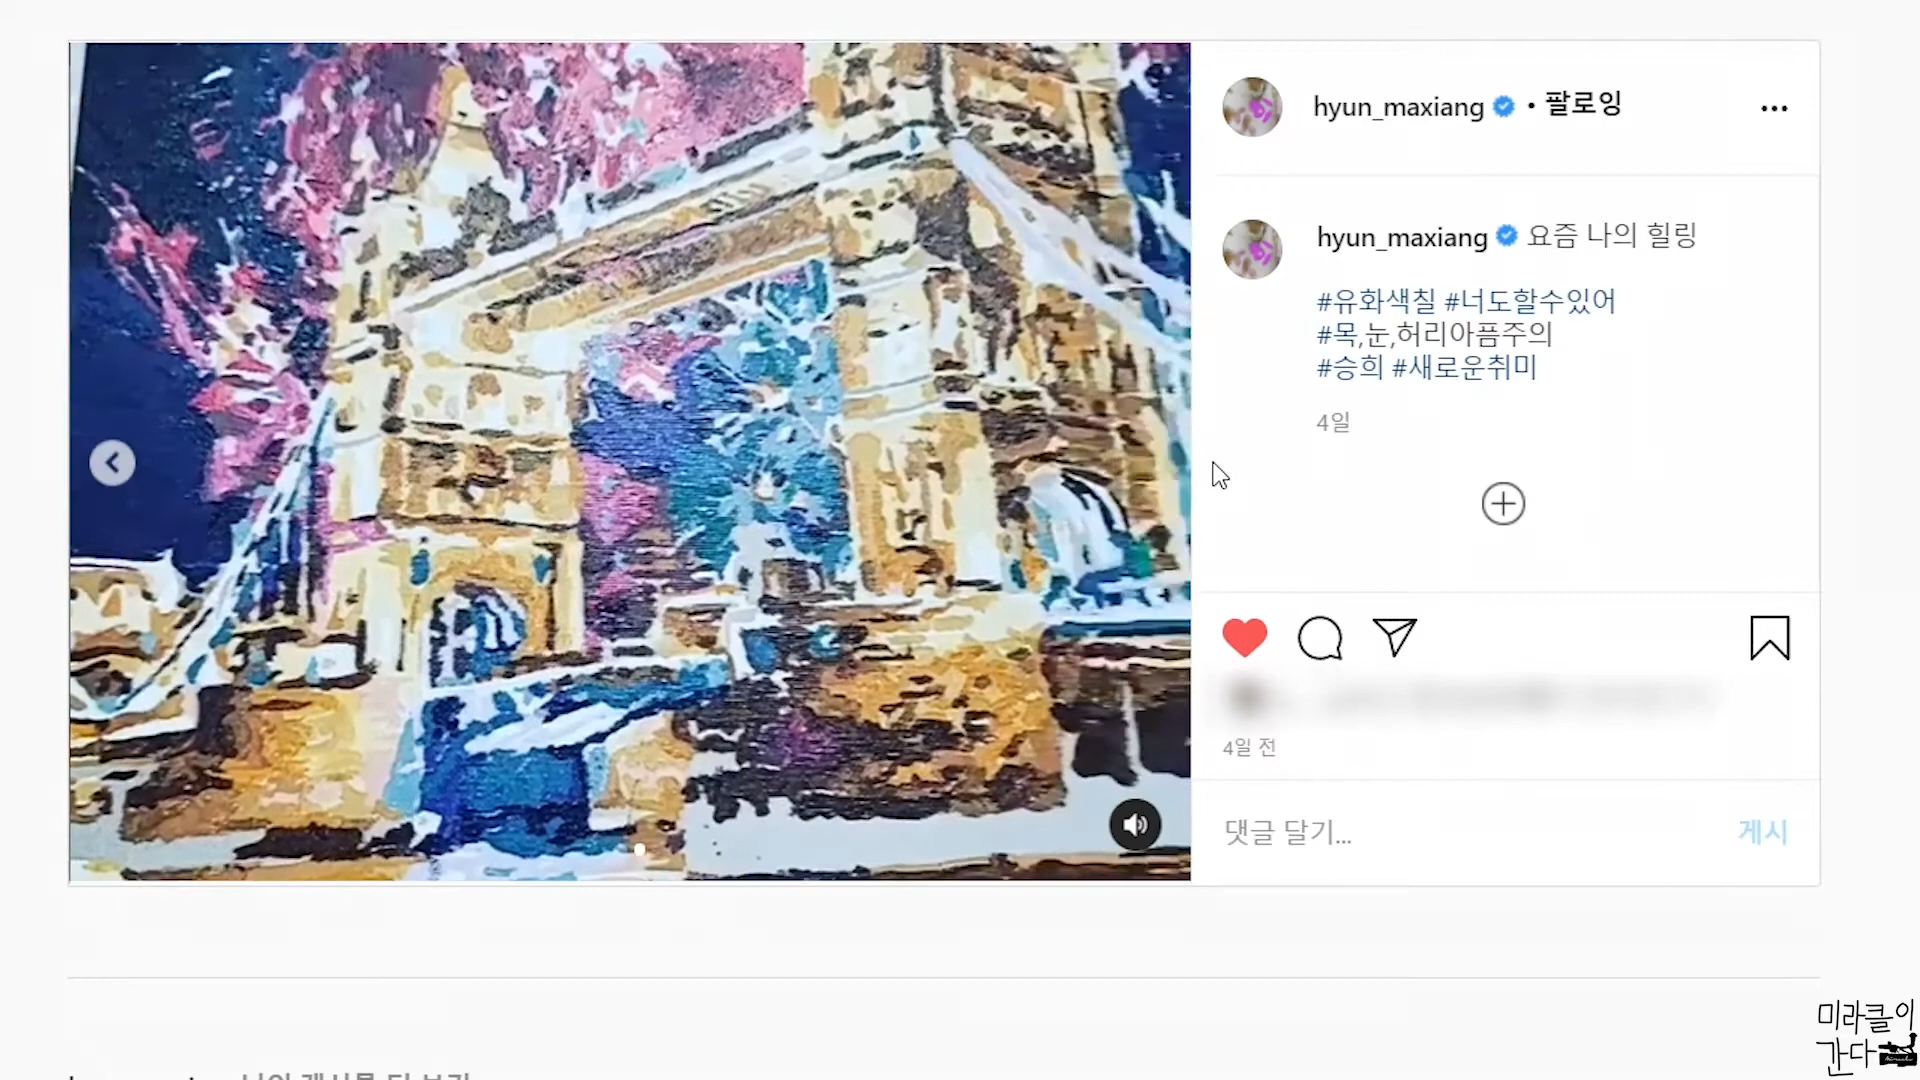 hyun_maxiang • 팔로잉
hyun_maxiang 요즘 나의 힐링
#유화색칠 #너도할수있어
#목,눈,허리아픔주의
#승희 #새로운취미
4일
4일 전
댓글 달기...
게시
미라클이
간다